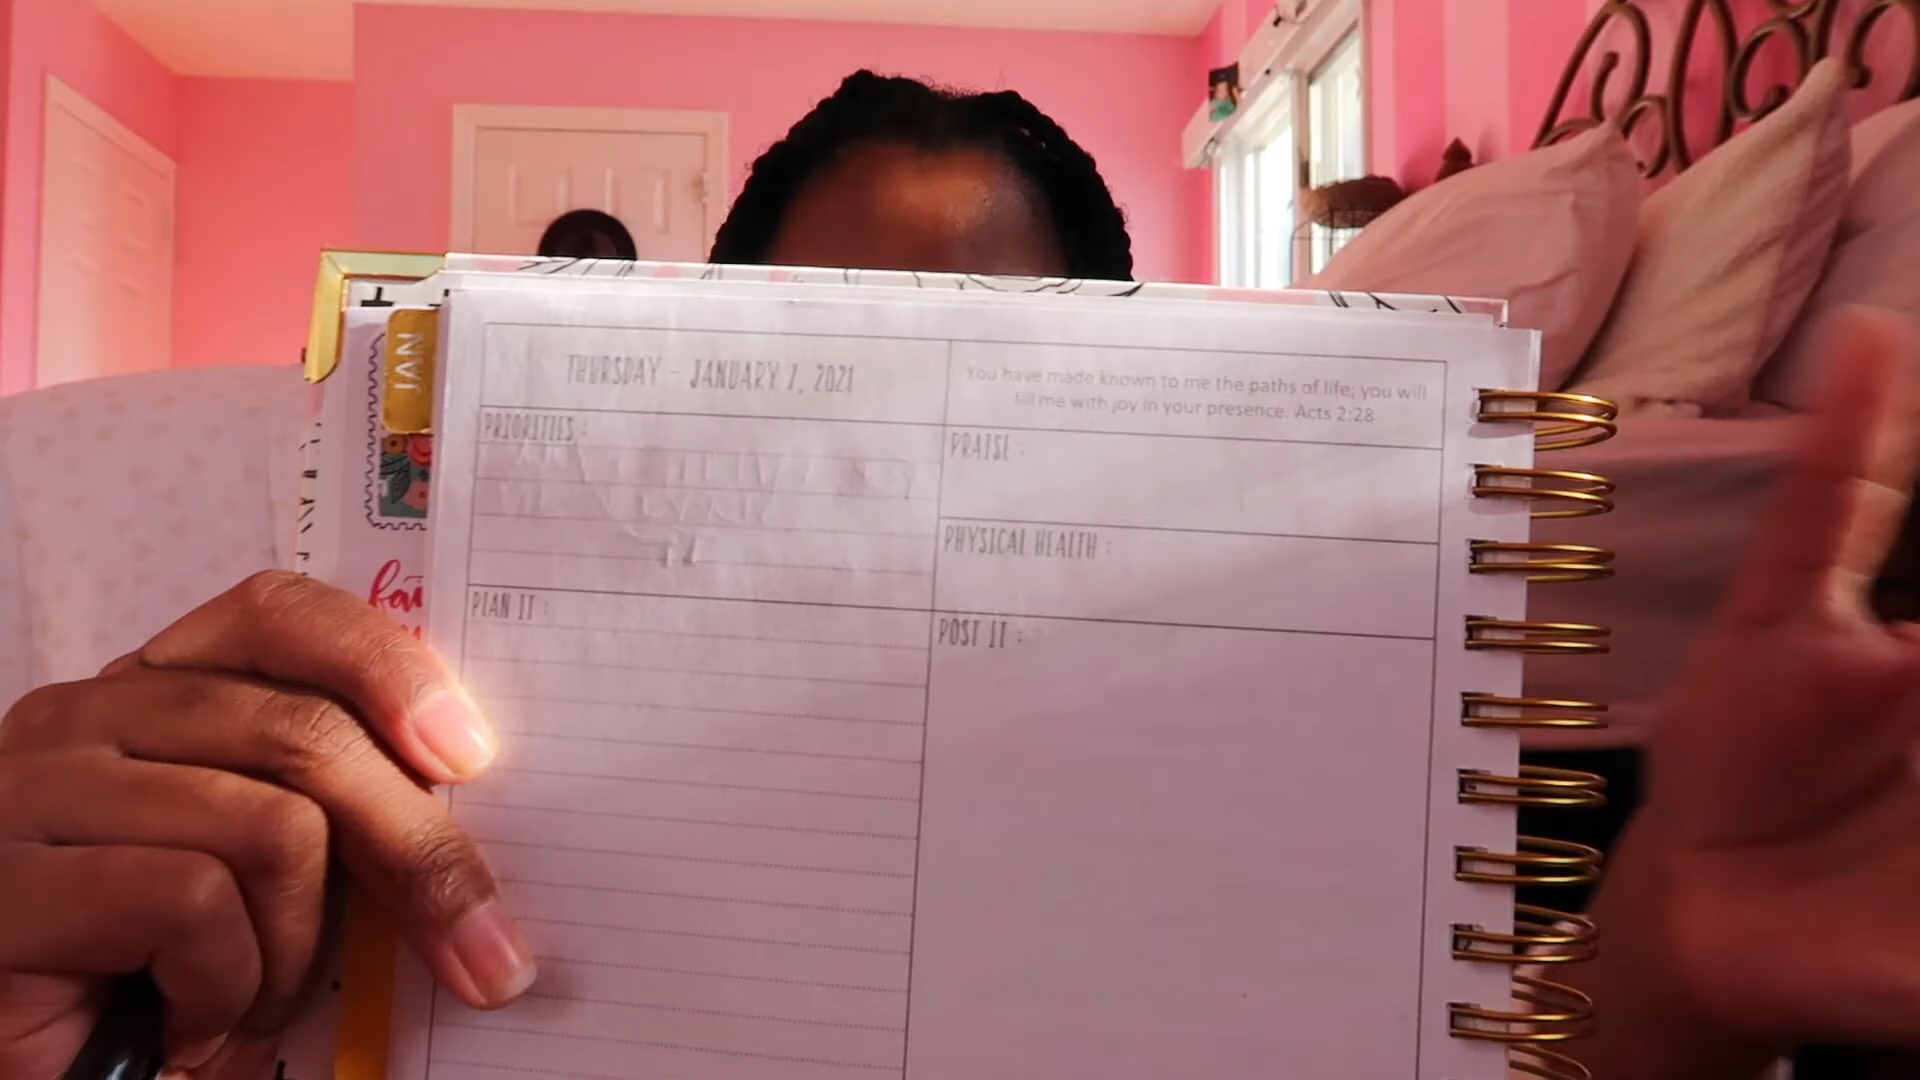 JAN
THURSDAY - JANUARY 7, 2021
You have made known to me the paths of life; you will
fill me with joy in your presence. Acts 2:28
PRIORITIES :
PRAISE :
PHYSICAL HEALTH :
PLAN IT :
POST IT :